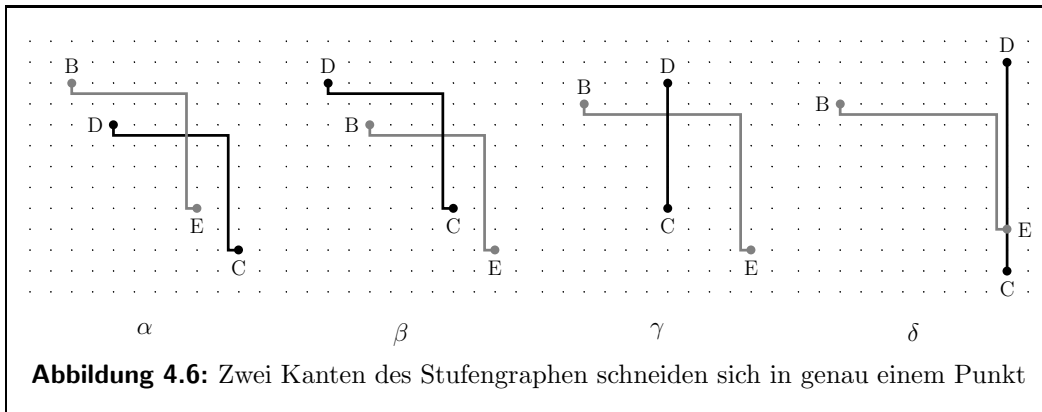 B
D
E
C
α
D
B
C
E
β
D
B
C
E
γ
D
B
E
C
δ
Abbildung 4.6: Zwei Kanten des Stufengraphen schneiden sich in genau einem Punkt